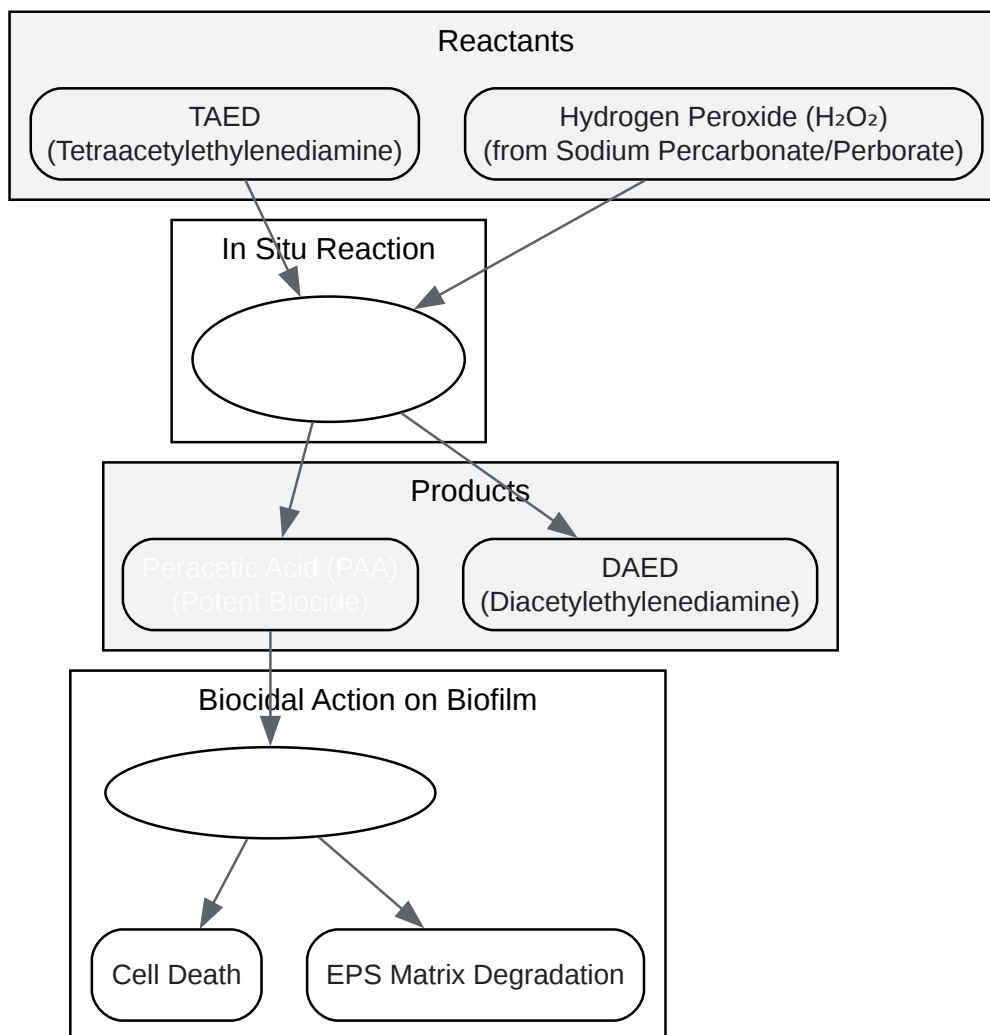 Reactants
TAED
(Tetraacetylethylenediamine)
Hydrogen Peroxide (H₂O₂)
(from Sodium Percarbonate/Perborate)
In Situ Reaction
Products
Peracetic Acid (PAA)
(Potent Biocide)
DAED
(Diacetylethylenediamine)
Biocidal Action on Biofilm
Cell Death
EPS Matrix Degradation